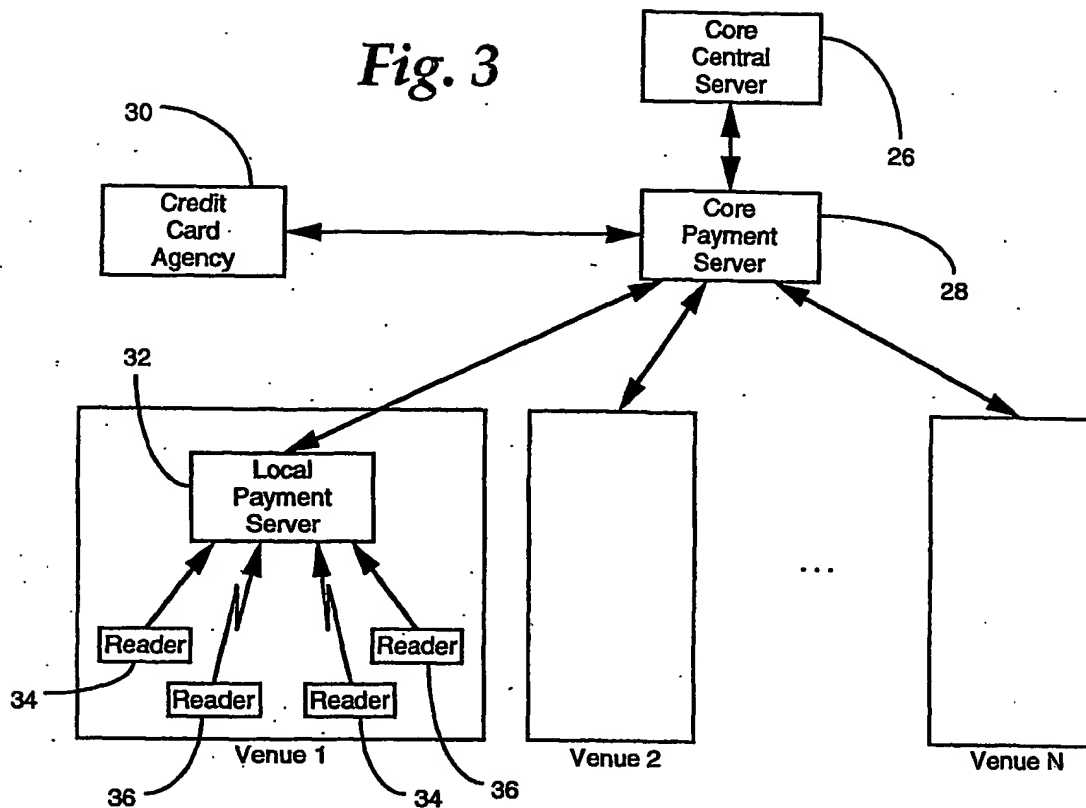 Fig. 3
Core
Central
Server
26
30
Credit
Card
Agency
Core
Payment
Server
28
32
Local
Payment
Server
Reader
Reader
34
Reader
Reader
36
34
36
Venue 1
Venue 2
...
Venue N